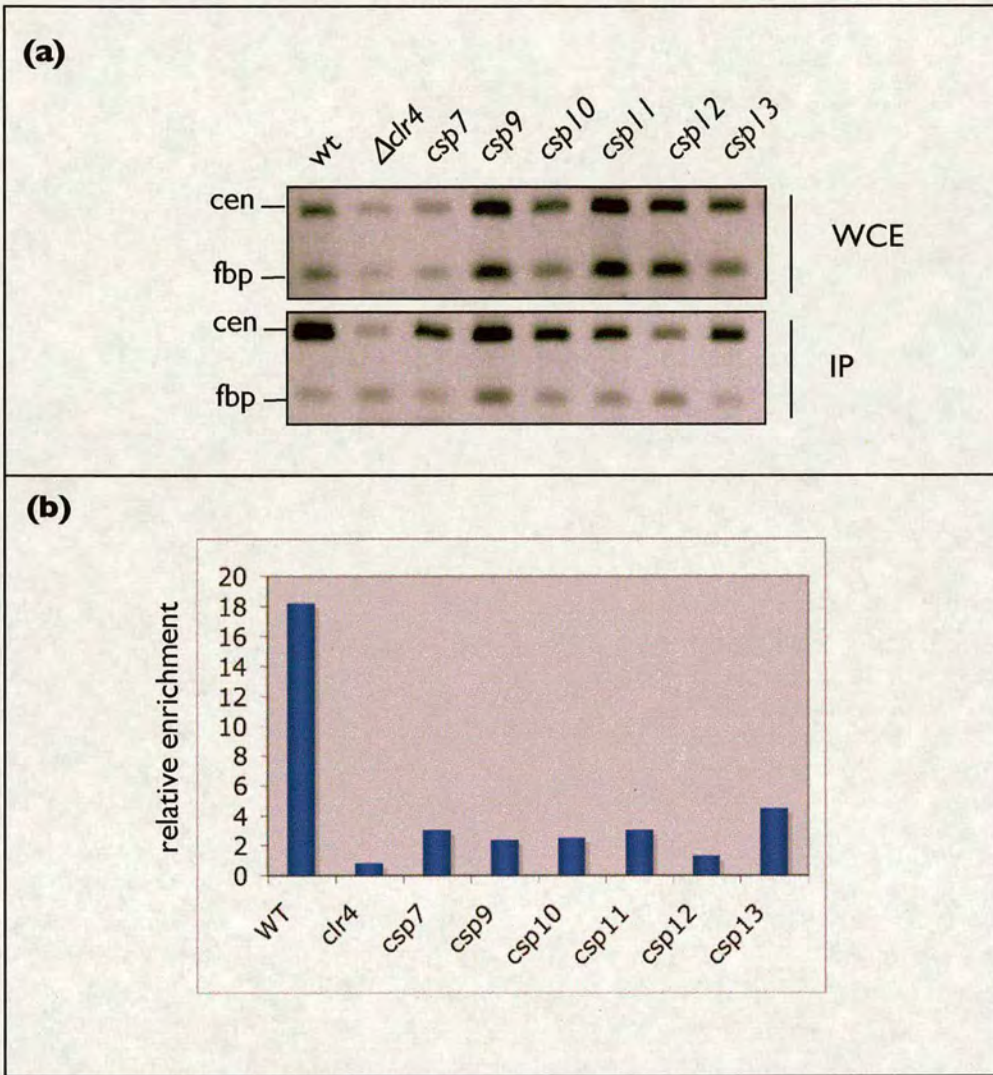 (a)
wt Δclr4 csp7 csp9 csp10 csp11 csp12 csp13
cen
fbp
WCE
cen
fbp
IP
(b)
relative enrichment
20
18
16
14
12
10
8
6
4
2
0
WT clr4 csp7 csp9 csp10 csp11 csp12 csp13